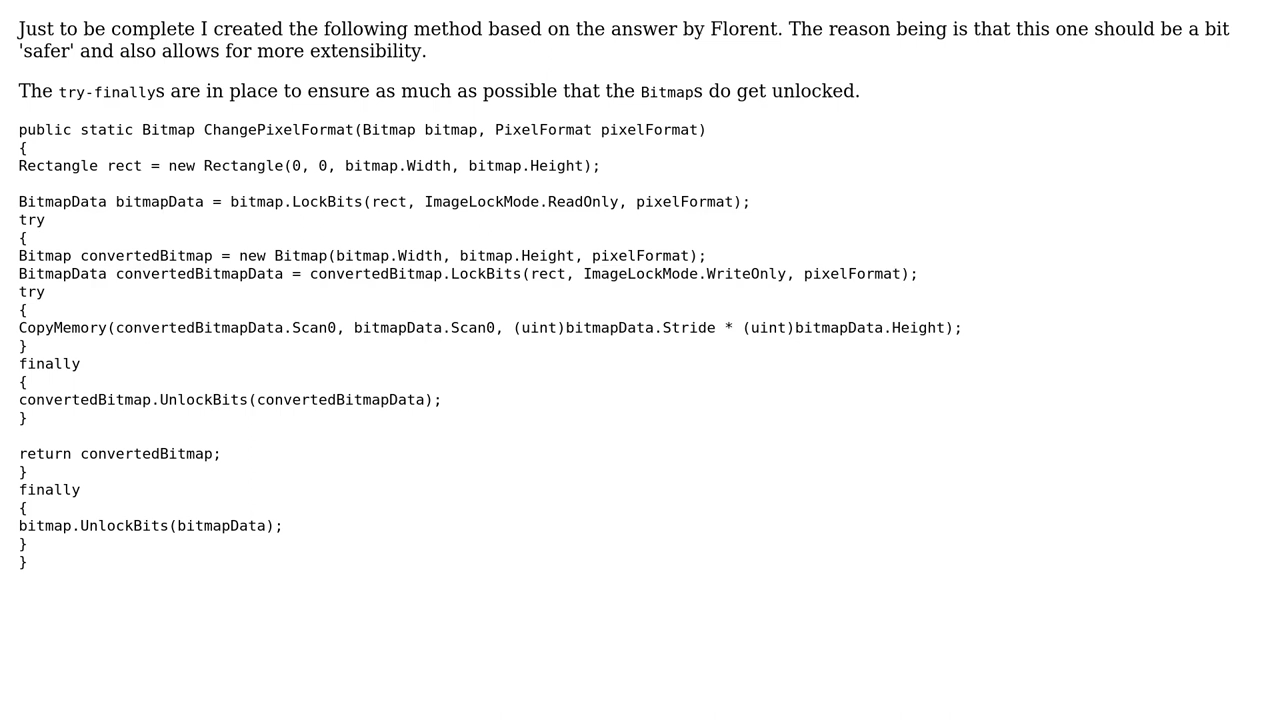 Just to be complete I created the following method based on the answer by Florent. The reason being is that this one should be a bit
'safer' and also allows for more extensibility.
The try-finallys are in place to ensure as much as possible that the Bitmaps do get unlocked.
public static Bitmap ChangePixelFormat(Bitmap bitmap, PixelFormat pixelFormat)
{
Rectangle rect = new Rectangle(0, 0, bitmap.Width, bitmap.Height);
BitmapData bitmapData = bitmap.LockBits(rect, ImageLockMode.ReadOnly, pixelFormat);
try
{
Bitmap convertedBitmap = new Bitmap(bitmap.Width, bitmap.Height, pixelFormat);
BitmapData convertedBitmapData = convertedBitmap.LockBits(rect, ImageLockMode.WriteOnly, pixelFormat);
try
{
CopyMemory(convertedBitmapData.Scan0, bitmapData.Scan0, (uint)bitmapData.Stride * (uint)bitmapData.Height);
}
finally
{
convertedBitmap.UnlockBits(convertedBitmapData);
}
return convertedBitmap;
}
finally
{
bitmap.UnlockBits(bitmapData);
}
}